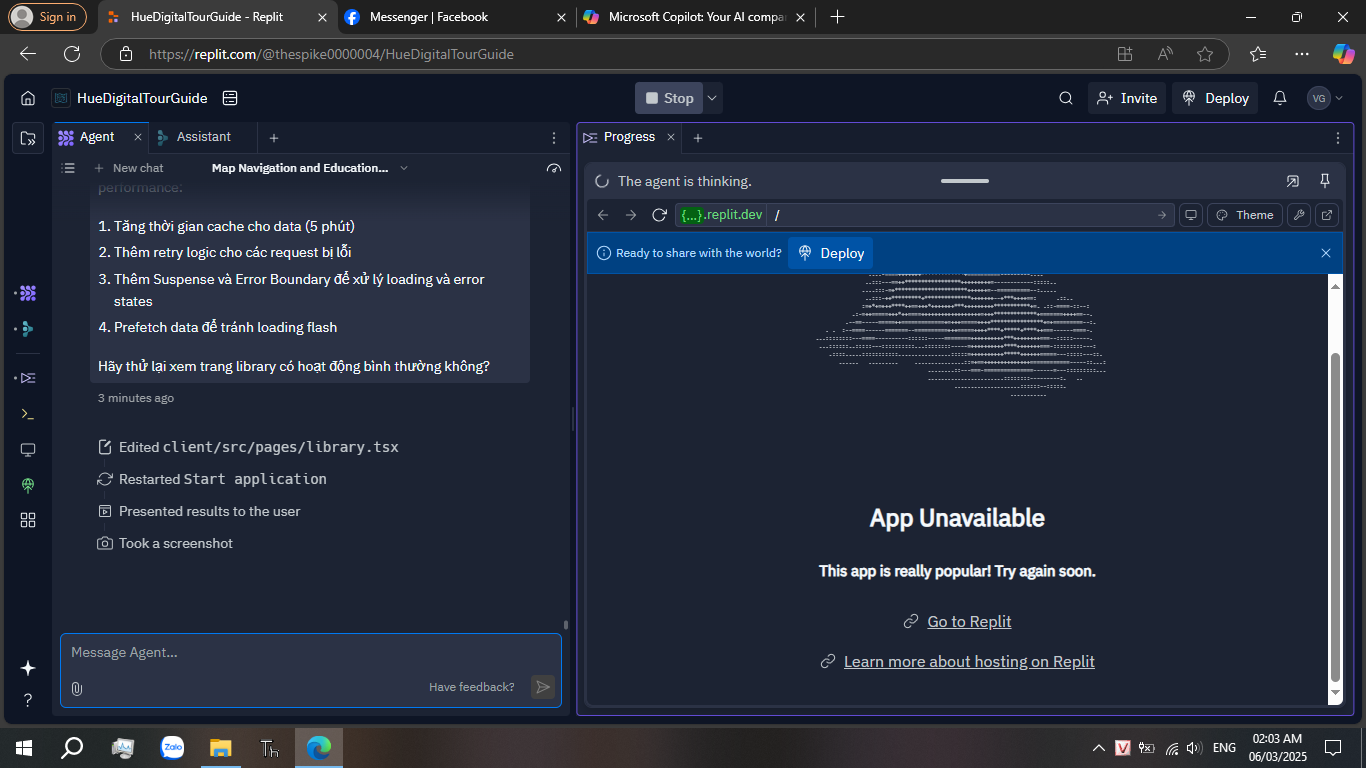 Sign in
HueDigitalTourGuide - Replit
Messenger | Facebook
Microsoft Copilot: Your AI compa
https://replit.com/@thespike0000004/HueDigitalTourGuide
HueDigitalTourGuide
Stop
Invite
Deploy
VG
Agent
Assistant
New chat
Map Navigation and Education...
performance:
1. Tăng thời gian cache cho data (5 phút)
2. Thêm retry logic cho các request bị lỗi
3. Thêm Suspense và Error Boundary để xử lý loading và error
states
4. Prefetch data để tránh loading flash
Hãy thử lại xem trang library có hoạt động bình thường không?
3 minutes ago
Edited client/src/pages/library.tsx
Restarted Start application
Presented results to the user
Took a screenshot
Message Agent...
Have feedback?
Progress
The agent is thinking.
{...}.replit.dev /
Theme
Ready to share with the world?
Deploy
App Unavailable
This app is really popular! Try again soon.
Go to Replit
Learn more about hosting on Replit
?
Zalo
Th
V
ENG
02:03 AM
06/03/2025